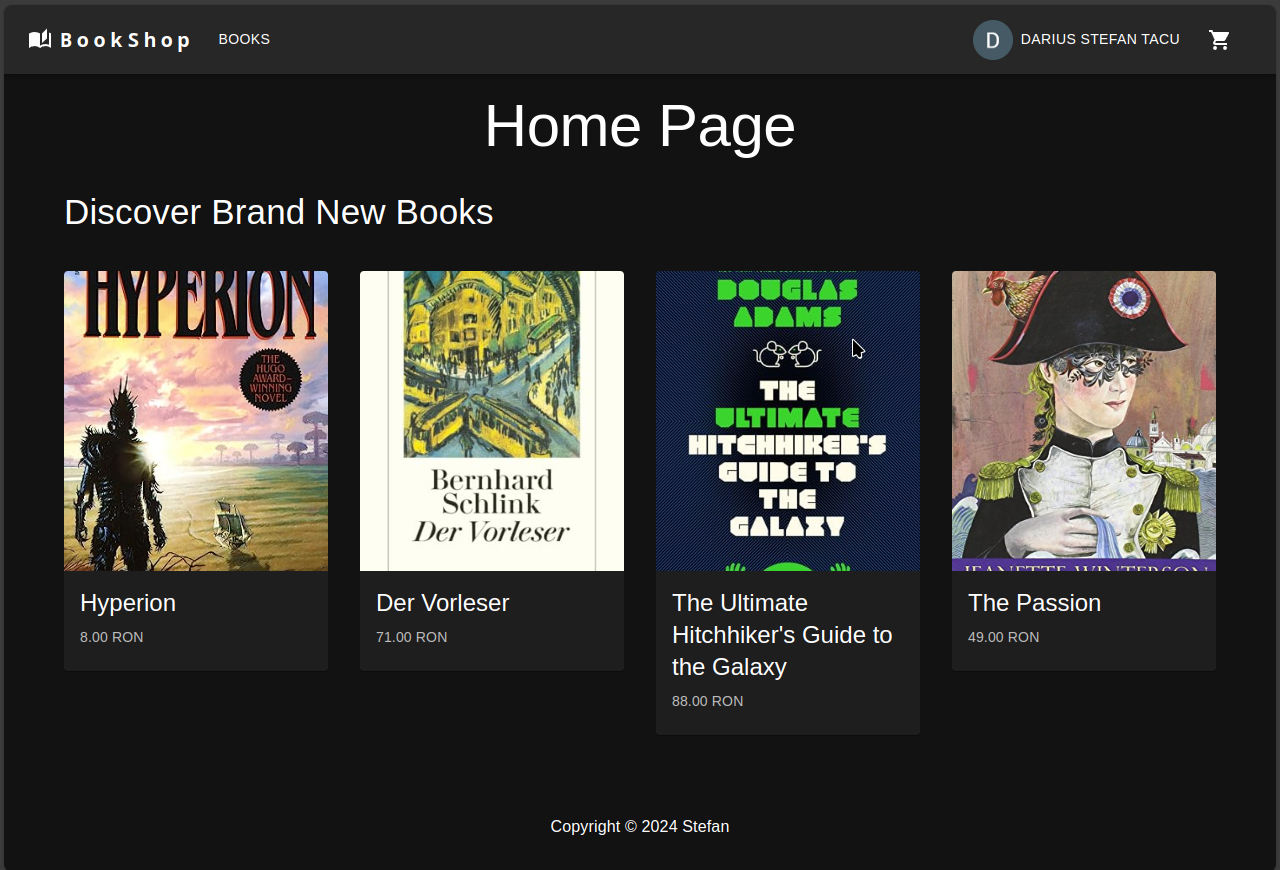 BookShop
BOOKS
D
DARIUS STEFAN TACU
Home Page
Discover Brand New Books
HYPERION
THE
HUGO
AWARD-
WINNING
NOVEL
Bernhard
Schlink
Der Vorleser
DOUGLAS
ADAMS
THE
ULTIMATE
HITCHHIKER'S
GUIDE TO
THE
GALAXY
JEANETTE WINTERSON
Hyperion
8.00 RON
Der Vorleser
71.00 RON
The Ultimate
Hitchhiker's Guide to
the Galaxy
88.00 RON
The Passion
49.00 RON
Copyright © 2024 Stefan